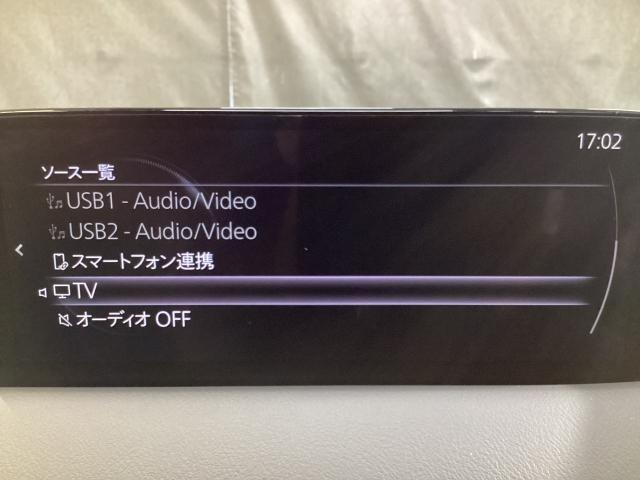 17:02
ソース一覧
USB1 - Audio/Video
USB2 - Audio/Video
スマートフォン連携
TV
オーディオ OFF